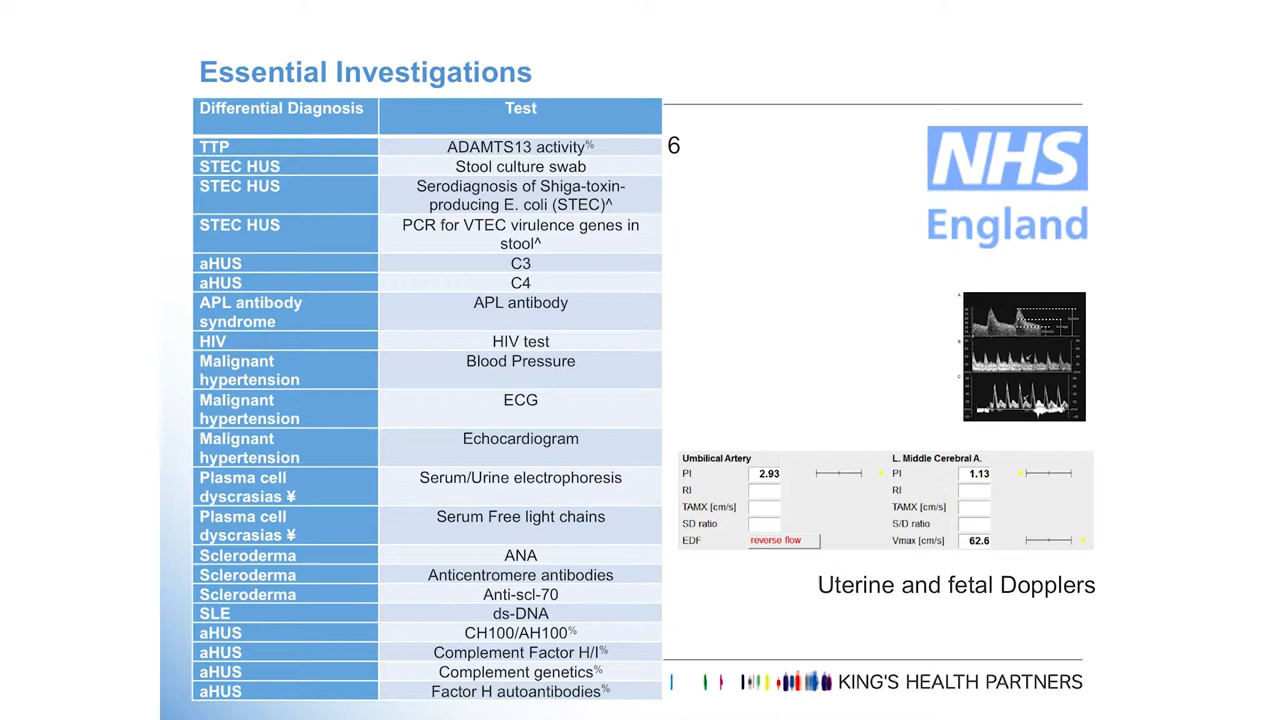 Essential Investigations
Differential Diagnosis Test
TTP ADAMTS13 activity%
STEC HUS Stool culture swab
STEC HUS Serodiagnosis of Shiga-toxin-
producing E. coli (STEC)^
STEC HUS PCR for VTEC virulence genes in
stool^
aHUS C3
aHUS C4
APL antibody APL antibody
syndrome
HIV HIV test
Malignant Blood Pressure
hypertension
Malignant ECG
hypertension
Malignant Echocardiogram
hypertension
Plasma cell Serum/Urine electrophoresis
dyscrasias ¥
Plasma cell Serum Free light chains
dyscrasias ¥
Scleroderma ANA
Scleroderma Anticentromere antibodies
Scleroderma Anti-scl-70
SLE ds-DNA
aHUS CH100/AH100%
aHUS Complement Factor H/I%
aHUS Complement genetics%
aHUS Factor H autoantibodies%
6
NHS
England
A
B
C
Umbilical Artery L. Middle Cerebral A.
PI 2.93 PI 1.13
RI RI
TAMX [cm/s] TAMX [cm/s]
SD ratio S/D ratio
EDF reverse flow Vmax [cm/s] 62.6
Uterine and fetal Dopplers
KING'S HEALTH PARTNERS